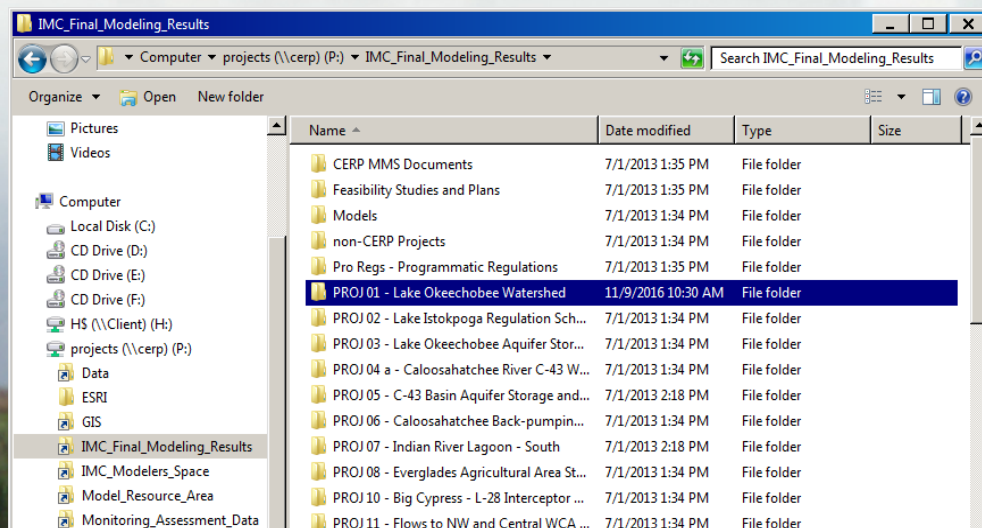 IMC_Final_Modeling_Results
Computer projects (\\cerp) (P:) IMC_Final_Modeling_Results
Search IMC_Final_Modeling_Results
Organize Open New folder
Pictures
Videos
Computer
Local Disk (C:)
CD Drive (D:)
CD Drive (E:)
CD Drive (F:)
H$ (\\Client) (H:)
projects (\\cerp) (P:)
Data
ESRI
GIS
IMC_Final_Modeling_Results
IMC_Modelers_Space
Model_Resource_Area
Monitoring_Assessment_Data
Name Date modified Type Size
CERP MMS Documents 7/1/2013 1:35 PM File folder
Feasibility Studies and Plans 7/1/2013 1:35 PM File folder
Models 7/1/2013 1:34 PM File folder
non-CERP Projects 7/1/2013 1:34 PM File folder
Pro Regs - Programmatic Regulations 7/1/2013 1:35 PM File folder
PROJ 01 - Lake Okeechobee Watershed 11/9/2016 10:30 AM File folder
PROJ 02 - Lake Istokpoga Regulation Sch... 7/1/2013 1:34 PM File folder
PROJ 03 - Lake Okeechobee Aquifer Stor... 7/1/2013 1:34 PM File folder
PROJ 04 a - Caloosahatchee River C-43 W... 7/1/2013 1:34 PM File folder
PROJ 05 - C-43 Basin Aquifer Storage and... 7/1/2013 2:18 PM File folder
PROJ 06 - Caloosahatchee Back-pumpin... 7/1/2013 1:34 PM File folder
PROJ 07 - Indian River Lagoon - South 7/1/2013 2:18 PM File folder
PROJ 08 - Everglades Agricultural Area St... 7/1/2013 1:34 PM File folder
PROJ 10 - Big Cypress - L-28 Interceptor ... 7/1/2013 1:34 PM File folder
PROJ 11 - Flows to NW and Central WCA ... 7/1/2013 1:34 PM File folder